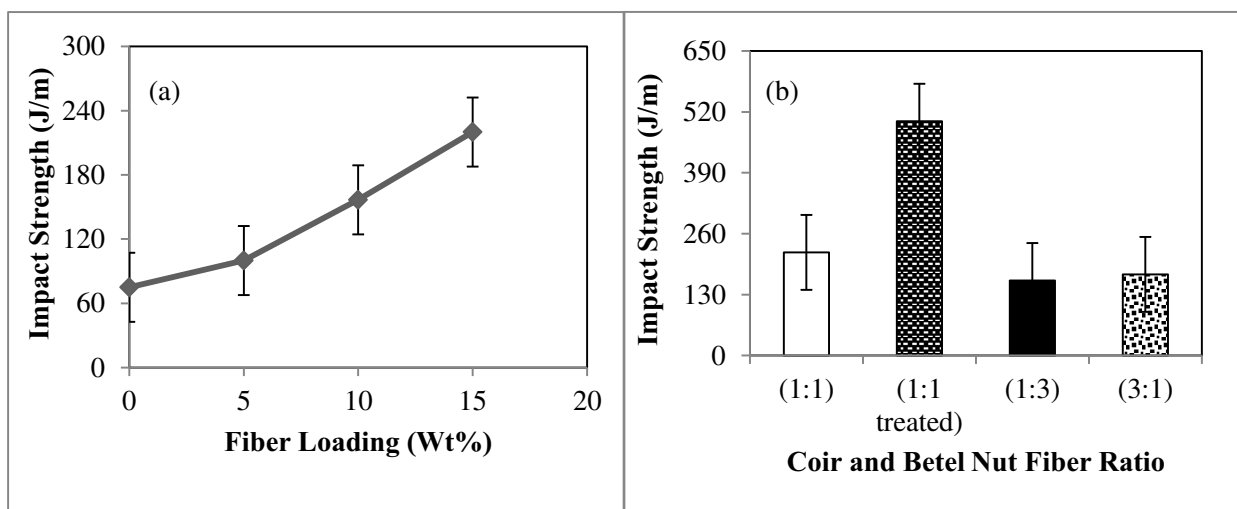 300
240
180
120
60
0
Impact Strength (J/m)
(a)
0 5 10 15 20
Fiber Loading (Wt%)
650
520
390
260
130
0
Impact Strength (J/m)
(b)
(1:1) (1:1 (1:3) (3:1)
treated)
Coir and Betel Nut Fiber Ratio